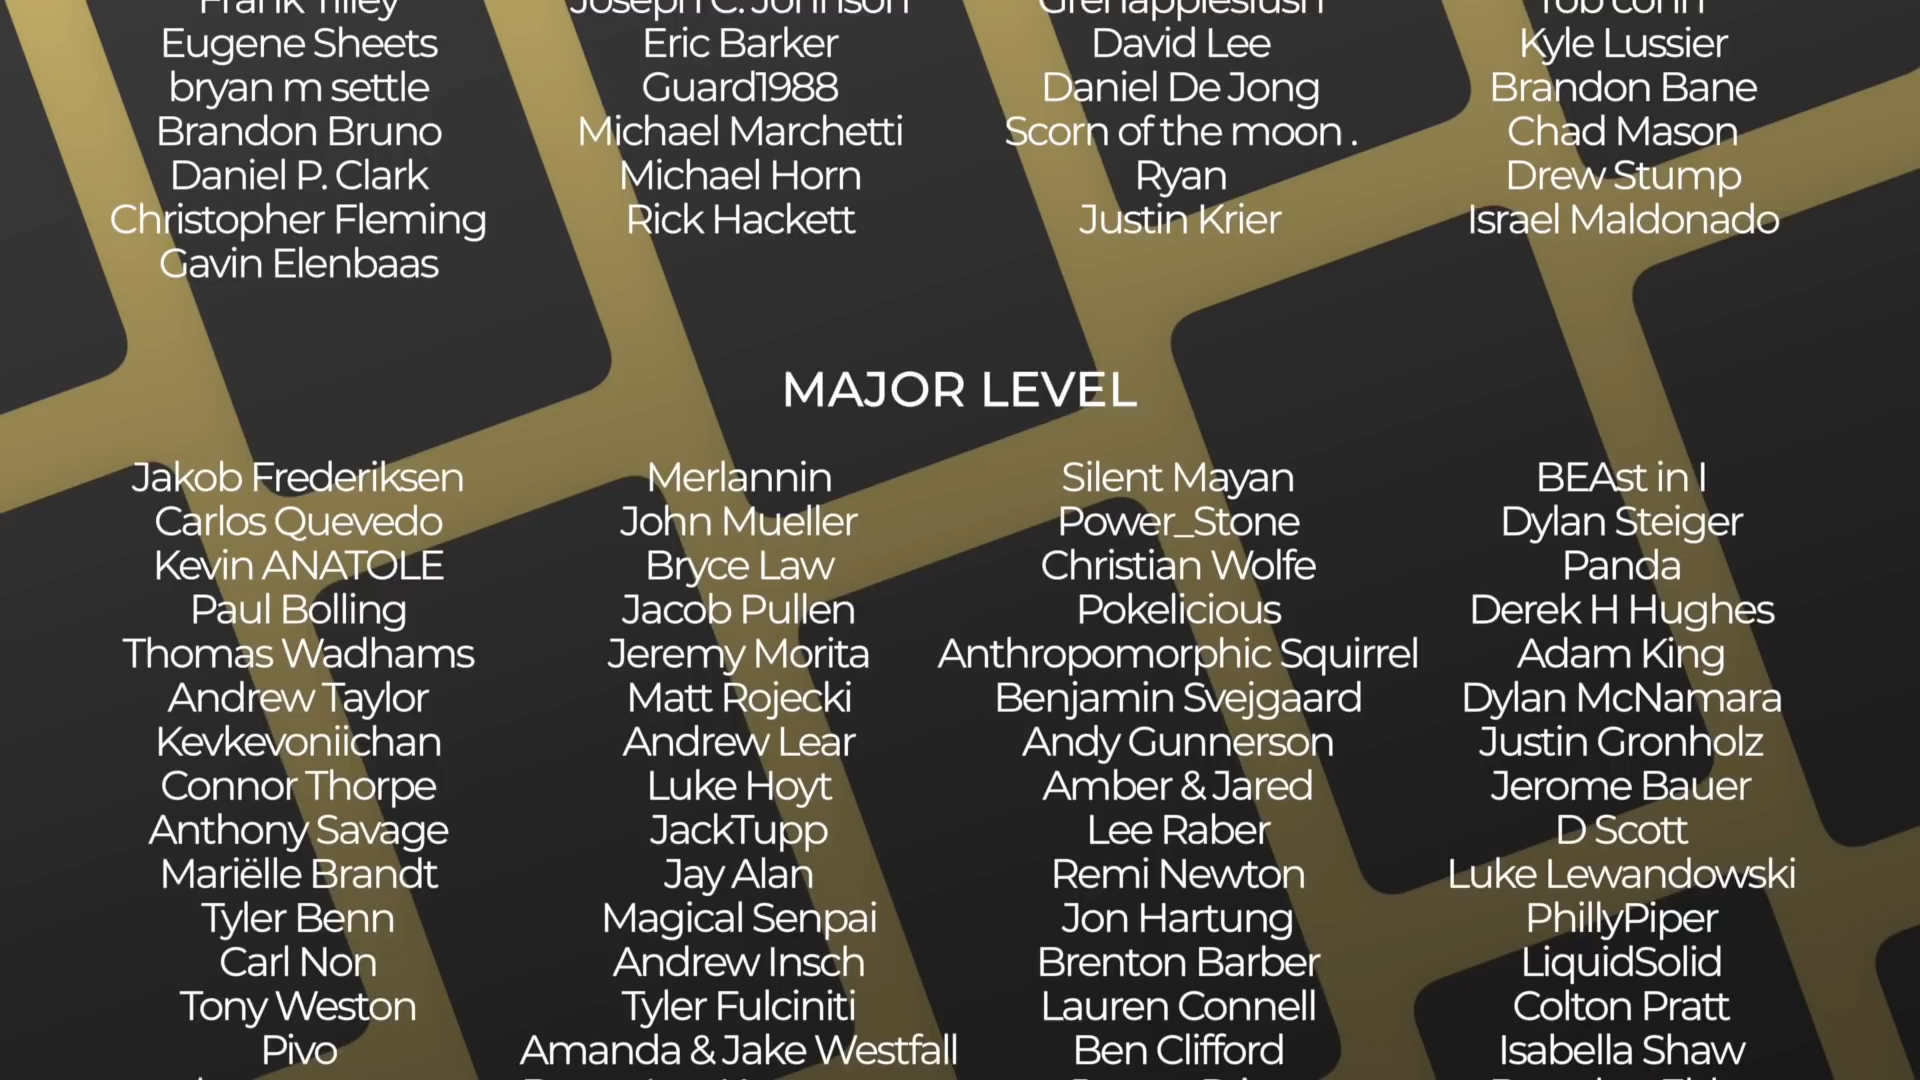 Frank Tilley Joseph C. Johnson
Eugene Sheets Eric Barker David Lee Kyle Lussier
bryan m settle Guard1988 Daniel De Jong Brandon Bane
Brandon Bruno Michael Marchetti Scorn of the moon . Chad Mason
Daniel P. Clark Michael Horn Ryan Drew Stump
Christopher Fleming Rick Hackett Justin Krier Israel Maldonado
Gavin Elenbaas
MAJOR LEVEL
Jakob Frederiksen Merlannin Silent Mayan BEAst in I
Carlos Quevedo John Mueller Power_Stone Dylan Steiger
Kevin ANATOLE Bryce Law Christian Wolfe Panda
Paul Bolling Jacob Pullen Pokelicious Derek H Hughes
Thomas Wadhams Jeremy Morita Anthropomorphic Squirrel Adam King
Andrew Taylor Matt Rojecki Benjamin Svejgaard Dylan McNamara
Kevkevoniichan Andrew Lear Andy Gunnerson Justin Gronholz
Connor Thorpe Luke Hoyt Amber & Jared Jerome Bauer
Anthony Savage JackTupp Lee Raber D Scott
Mariëlle Brandt Jay Alan Remi Newton Luke Lewandowski
Tyler Benn Magical Senpai Jon Hartung PhillyPiper
Carl Non Andrew Insch Brenton Barber LiquidSolid
Tony Weston Tyler Fulciniti Lauren Connell Colton Pratt
Pivo Amanda & Jake Westfall Ben Clifford Isabella Shaw